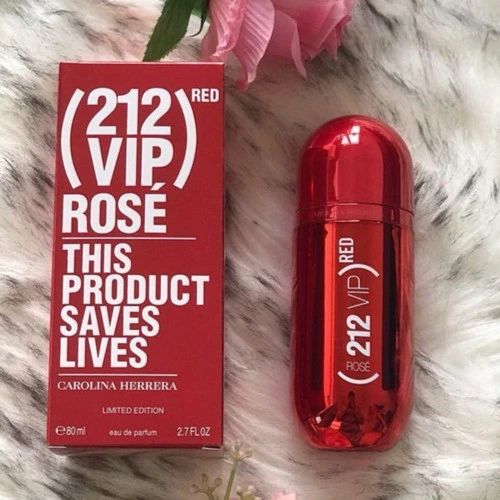 (212)RED
VIP
ROSÉ
THIS
PRODUCT
SAVES
LIVES
CAROLINA HERRERA
LIMITED EDITION
℮80 ml eau de parfum 2.7 FL OZ
(212 VIP)RED
ROSÉ